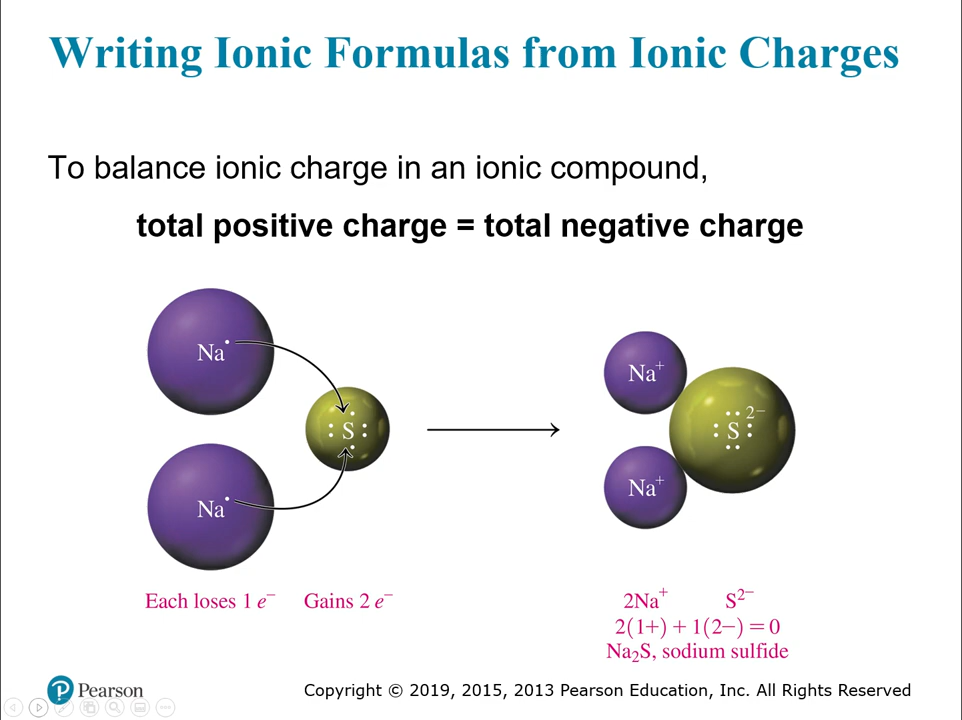 Writing Ionic Formulas from Ionic Charges
To balance ionic charge in an ionic compound,
total positive charge = total negative charge
Na
S
Na
Na⁺
S 2−
Na⁺
Each loses 1 e⁻ Gains 2 e⁻
2Na⁺ S²⁻
2(1+) + 1(2−) = 0
Na₂S, sodium sulfide
P Pearson
Copyright © 2019, 2015, 2013 Pearson Education, Inc. All Rights Reserved